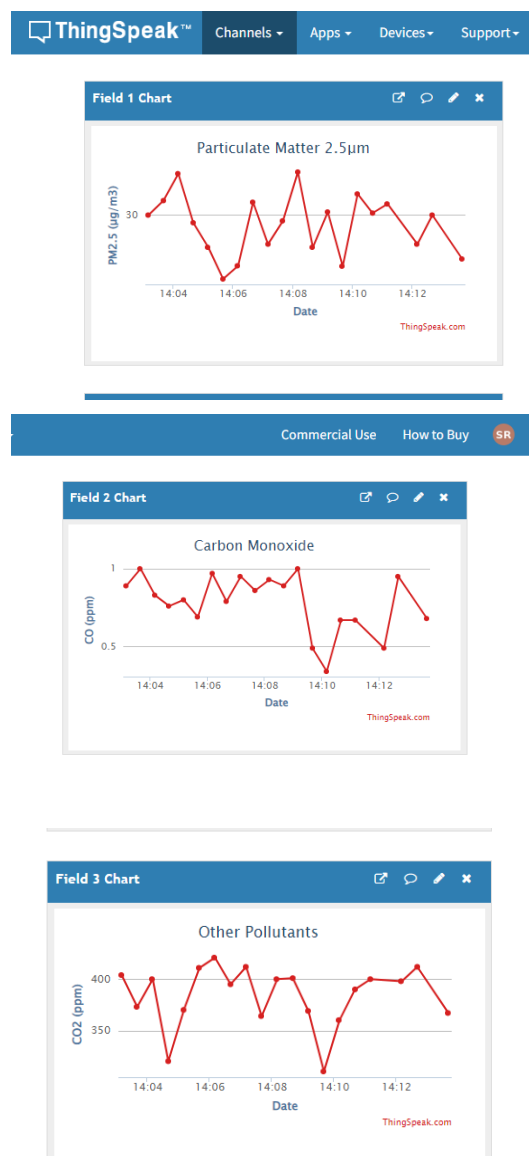 ThingSpeak™ Channels Apps Devices Support
Field 1 Chart
Particulate Matter 2.5µm
PM2.5 (µg/m3)
30
14:04 14:06 14:08 14:10 14:12
Date
ThingSpeak.com
Commercial Use How to Buy SR
Field 2 Chart
Carbon Monoxide
CO (ppm)
1
0.5
14:04 14:06 14:08 14:10 14:12
Date
ThingSpeak.com
Field 3 Chart
Other Pollutants
CO2 (ppm)
400
350
14:04 14:06 14:08 14:10 14:12
Date
ThingSpeak.com